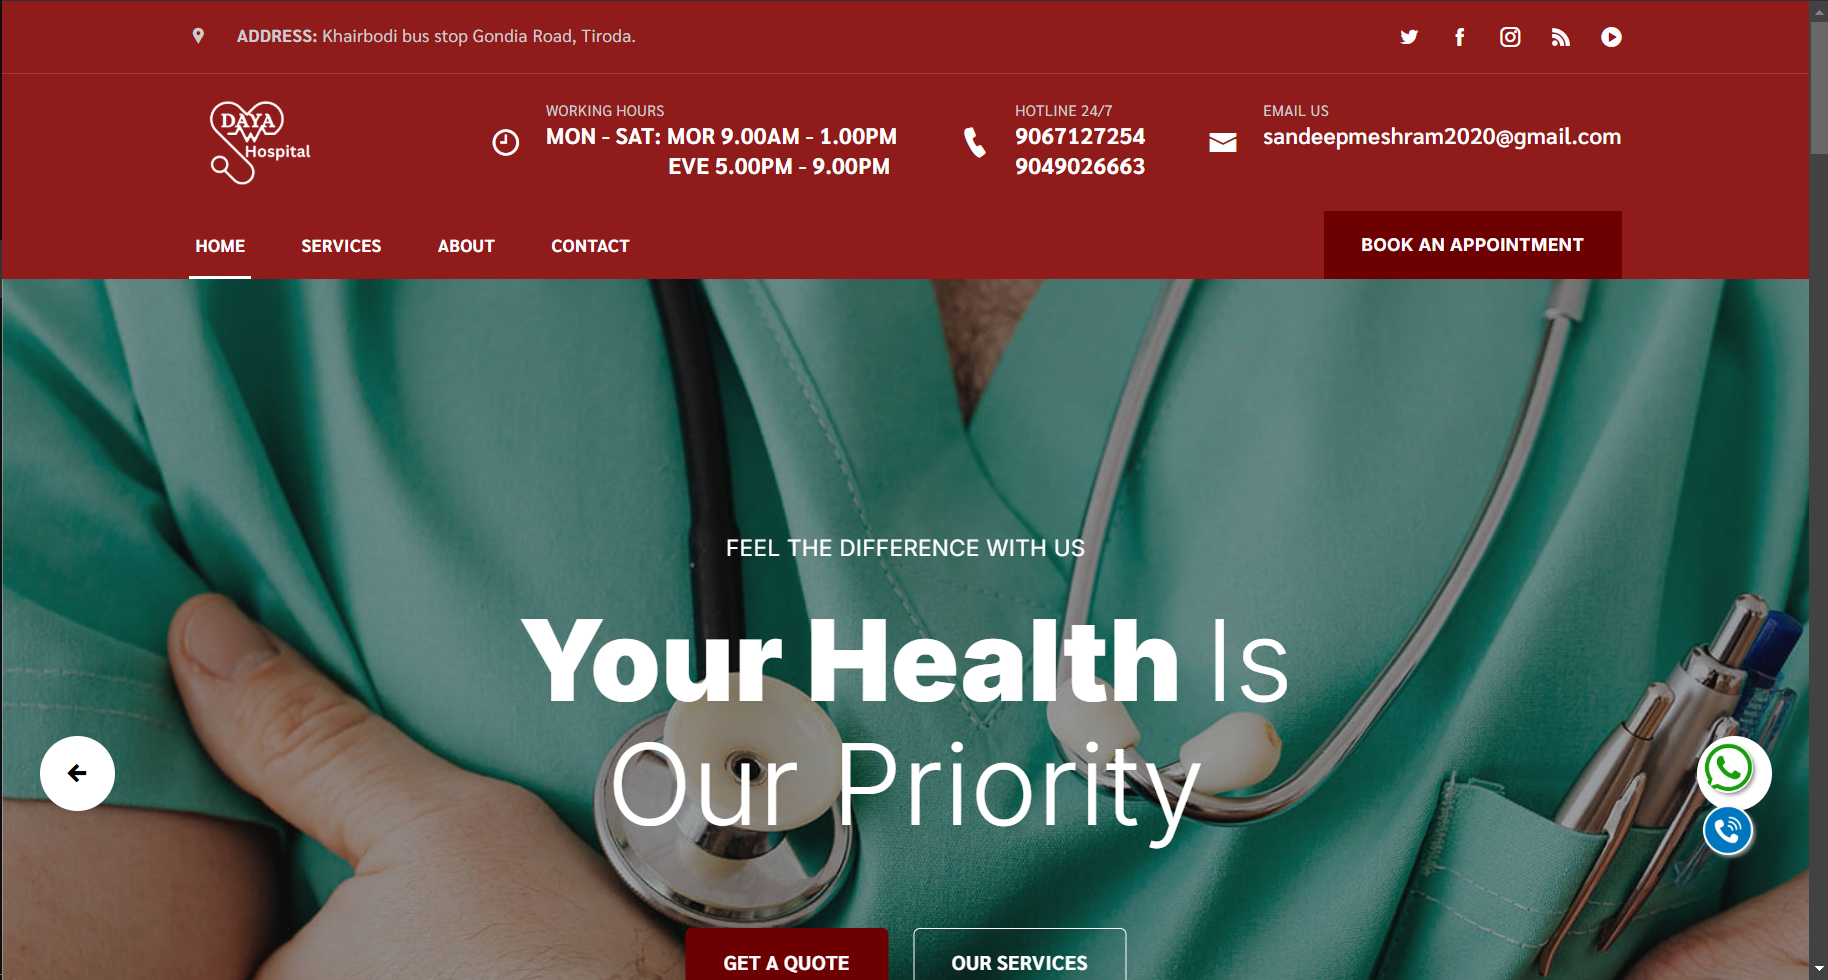 ADDRESS: Khairbodi bus stop Gondia Road, Tiroda.
DAYA
Hospital
WORKING HOURS
MON - SAT: MOR 9.00AM - 1.00PM
EVE 5.00PM - 9.00PM
HOTLINE 24/7
9067127254
9049026663
EMAIL US
sandeepmeshram2020@gmail.com
HOME SERVICES ABOUT CONTACT
BOOK AN APPOINTMENT
FEEL THE DIFFERENCE WITH US
Your Health Is
Our Priority
GET A QUOTE OUR SERVICES